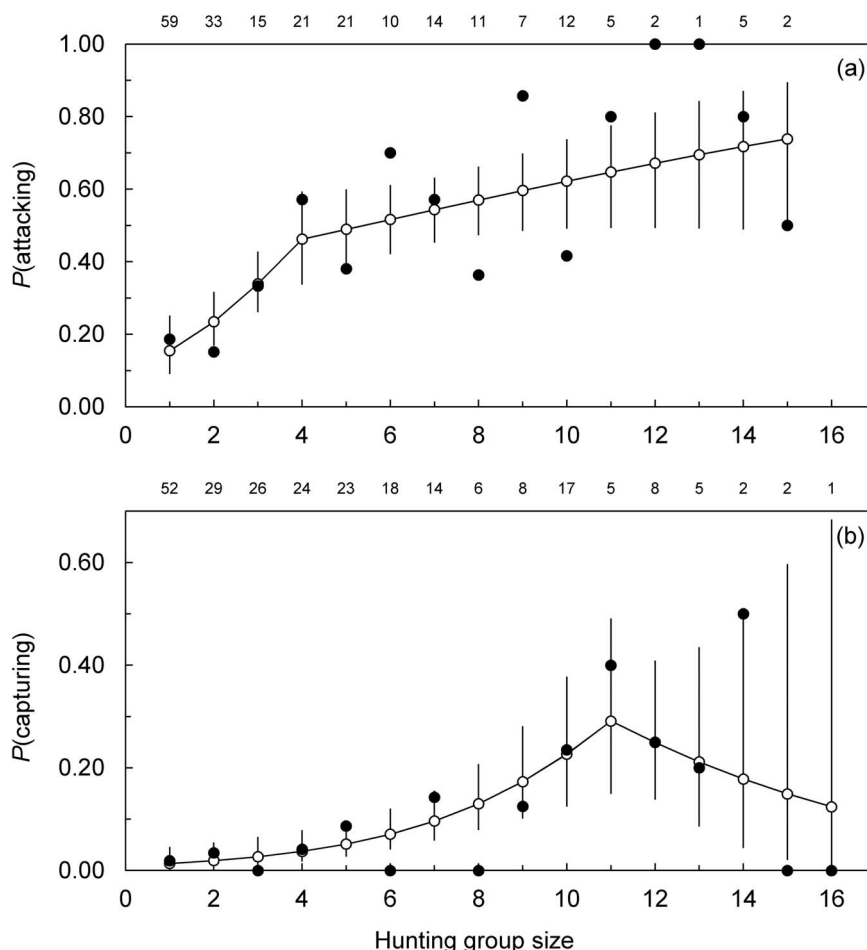 59 33 15 21 21 10 14 11 7 12 5 2 1 5 2
1.00
(a)
0.80
0.60
0.40
0.20
0.00
P(attacking)
0 2 4 6 8 10 12 14 16
52 29 26 24 23 18 14 6 8 17 5 8 5 2 2 1
(b)
0.60
0.40
0.20
0.00
P(capturing)
0 2 4 6 8 10 12 14 16
Hunting group size